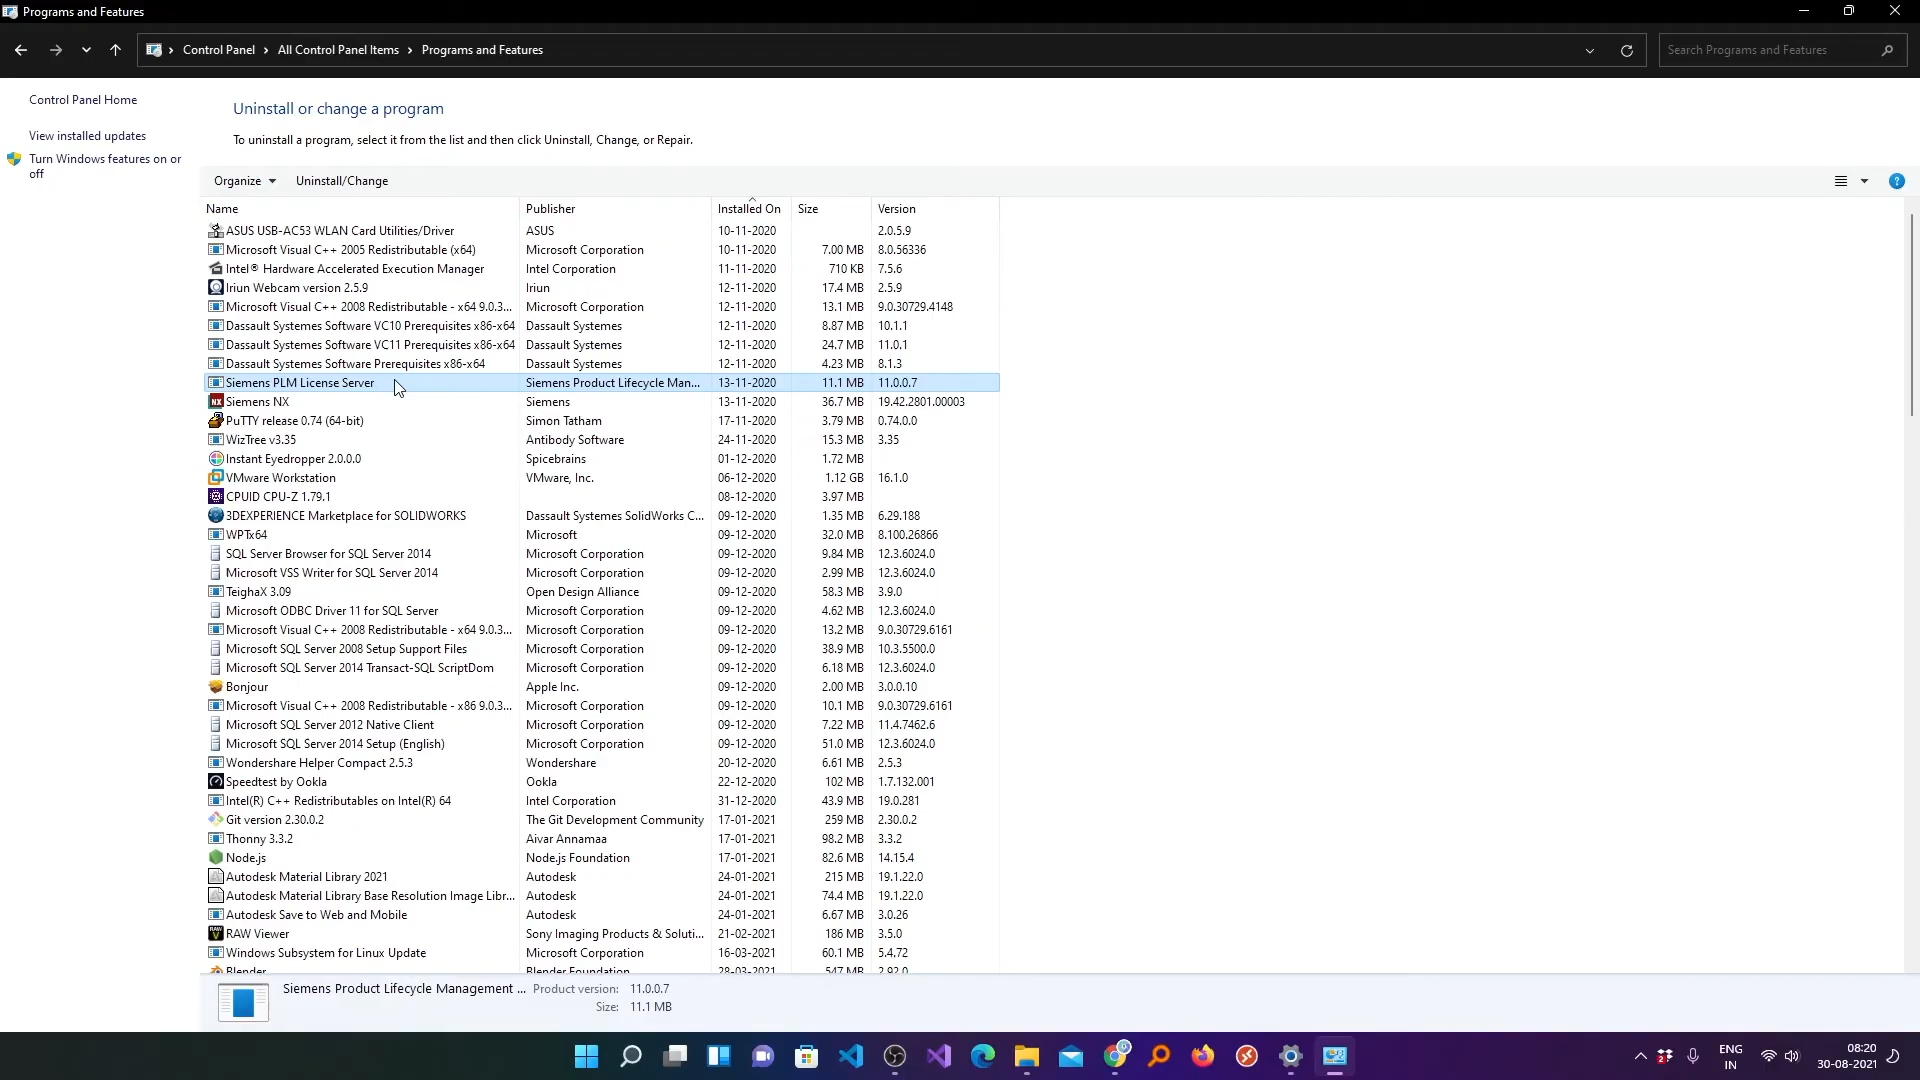 Programs and Features
Control Panel > All Control Panel Items > Programs and Features
Search Programs and Features
Control Panel Home
View installed updates
Turn Windows features on or
off
Uninstall or change a program
To uninstall a program, select it from the list and then click Uninstall, Change, or Repair.
Organize Uninstall/Change
Name Publisher Installed On Size Version
ASUS USB-AC53 WLAN Card Utilities/Driver ASUS 10-11-2020 2.0.5.9
Microsoft Visual C++ 2005 Redistributable (x64) Microsoft Corporation 10-11-2020 7.00 MB 8.0.56336
Intel® Hardware Accelerated Execution Manager Intel Corporation 11-11-2020 710 KB 7.5.6
Iriun Webcam version 2.5.9 Iriun 12-11-2020 17.4 MB 2.5.9
Microsoft Visual C++ 2008 Redistributable - x64 9.0.3... Microsoft Corporation 12-11-2020 13.1 MB 9.0.30729.4148
Dassault Systemes Software VC10 Prerequisites x86-x64 Dassault Systemes 12-11-2020 8.87 MB 10.1.1
Dassault Systemes Software VC11 Prerequisites x86-x64 Dassault Systemes 12-11-2020 24.7 MB 11.0.1
Dassault Systemes Software Prerequisites x86-x64 Dassault Systemes 12-11-2020 4.23 MB 8.1.3
Siemens PLM License Server Siemens Product Lifecycle Man... 13-11-2020 11.1 MB 11.0.0.7
Siemens NX Siemens 13-11-2020 36.7 MB 19.42.2801.00003
PuTTY release 0.74 (64-bit) Simon Tatham 17-11-2020 3.79 MB 0.74.0.0
WizTree v3.35 Antibody Software 24-11-2020 15.3 MB 3.35
Instant Eyedropper 2.0.0.0 Spicebrains 01-12-2020 1.72 MB
VMware Workstation VMware, Inc. 06-12-2020 1.12 GB 16.1.0
CPUID CPU-Z 1.79.1 08-12-2020 3.97 MB
3DEXPERIENCE Marketplace for SOLIDWORKS Dassault Systemes SolidWorks C... 09-12-2020 1.35 MB 6.29.188
WPTx64 Microsoft 09-12-2020 32.0 MB 8.100.26866
SQL Server Browser for SQL Server 2014 Microsoft Corporation 09-12-2020 9.84 MB 12.3.6024.0
Microsoft VSS Writer for SQL Server 2014 Microsoft Corporation 09-12-2020 2.99 MB 12.3.6024.0
TeighaX 3.09 Open Design Alliance 09-12-2020 58.3 MB 3.9.0
Microsoft ODBC Driver 11 for SQL Server Microsoft Corporation 09-12-2020 4.62 MB 12.3.6024.0
Microsoft Visual C++ 2008 Redistributable - x64 9.0.3... Microsoft Corporation 09-12-2020 13.2 MB 9.0.30729.6161
Microsoft SQL Server 2008 Setup Support Files Microsoft Corporation 09-12-2020 38.9 MB 10.3.5500.0
Microsoft SQL Server 2014 Transact-SQL ScriptDom Microsoft Corporation 09-12-2020 6.18 MB 12.3.6024.0
Bonjour Apple Inc. 09-12-2020 2.00 MB 3.0.0.10
Microsoft Visual C++ 2008 Redistributable - x86 9.0.3... Microsoft Corporation 09-12-2020 10.1 MB 9.0.30729.6161
Microsoft SQL Server 2012 Native Client Microsoft Corporation 09-12-2020 7.22 MB 11.4.7462.6
Microsoft SQL Server 2014 Setup (English) Microsoft Corporation 09-12-2020 51.0 MB 12.3.6024.0
Wondershare Helper Compact 2.5.3 Wondershare 20-12-2020 6.61 MB 2.5.3
Speedtest by Ookla Ookla 22-12-2020 102 MB 1.7.132.001
Intel(R) C++ Redistributables on Intel(R) 64 Intel Corporation 31-12-2020 43.9 MB 19.0.281
Git version 2.30.0.2 The Git Development Community 17-01-2021 259 MB 2.30.0.2
Thonny 3.3.2 Aivar Annamaa 17-01-2021 98.2 MB 3.3.2
Node.js Node.js Foundation 17-01-2021 82.6 MB 14.15.4
Autodesk Material Library 2021 Autodesk 24-01-2021 215 MB 19.1.22.0
Autodesk Material Library Base Resolution Image Libr... Autodesk 24-01-2021 74.4 MB 19.1.22.0
Autodesk Save to Web and Mobile Autodesk 24-01-2021 6.67 MB 3.0.26
RAW Viewer Sony Imaging Products & Soluti... 21-02-2021 186 MB 3.5.0
Windows Subsystem for Linux Update Microsoft Corporation 16-03-2021 60.1 MB 5.4.72
Blender Blender Foundation 28-03-2021 547 MB 2.92.0
Siemens Product Lifecycle Management ... Product version: 11.0.0.7
Size: 11.1 MB
ENG
IN
08:20
30-08-2021